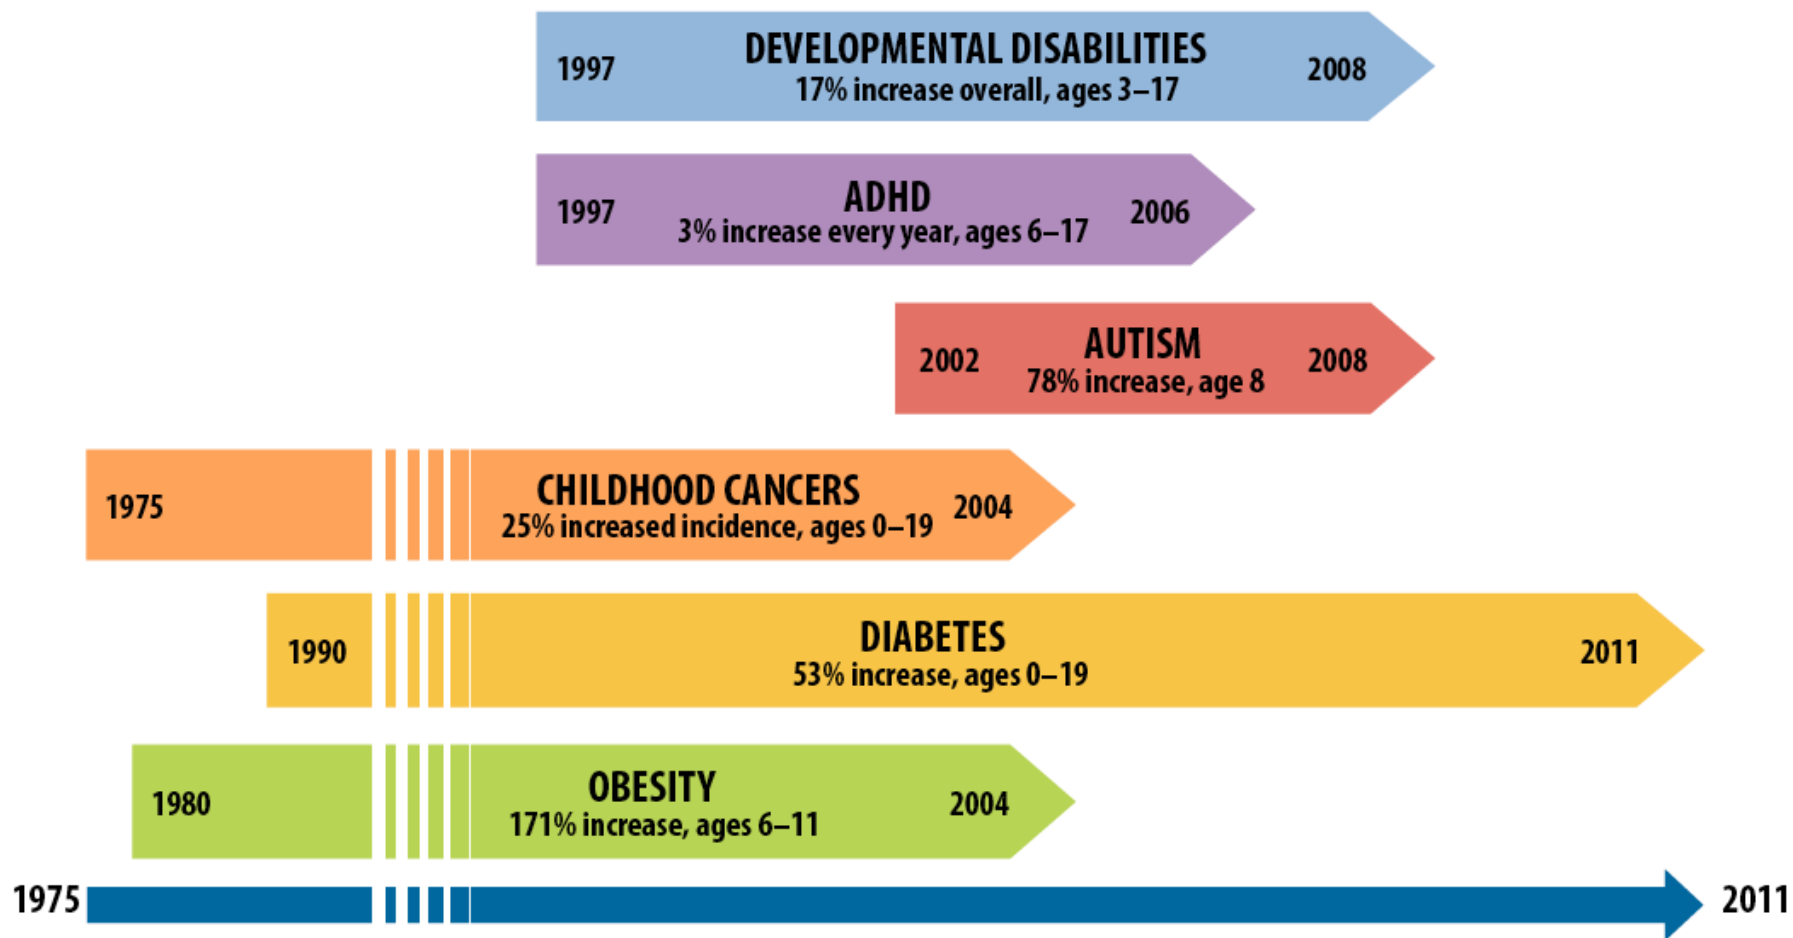 DEVELOPMENTAL DISABILITIES
1997
2008
17% increase overall, ages 3–17
ADHD
1997
2006
3% increase every year, ages 6–17
AUTISM
2002
2008
78% increase, age 8
CHILDHOOD CANCERS
1975
2004
25% increased incidence, ages 0–19
DIABETES
1990
2011
53% increase, ages 0–19
OBESITY
1980
2004
171% increase, ages 6–11
1975
2011